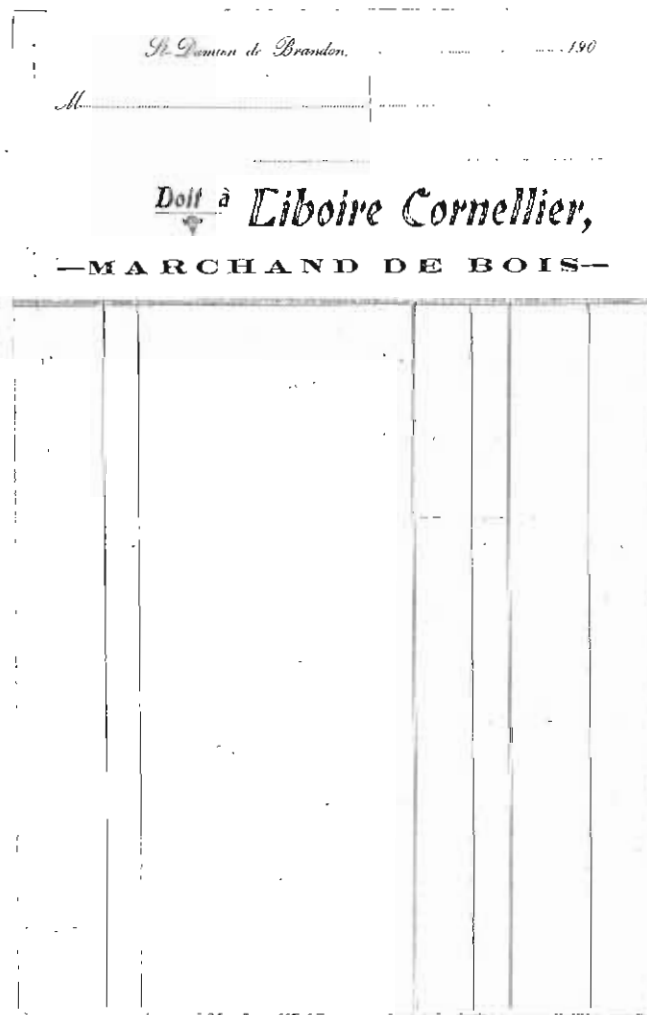 St-Damien de Brandon, 190
M
Doit à Liboire Cornellier,
—MARCHAND DE BOIS—